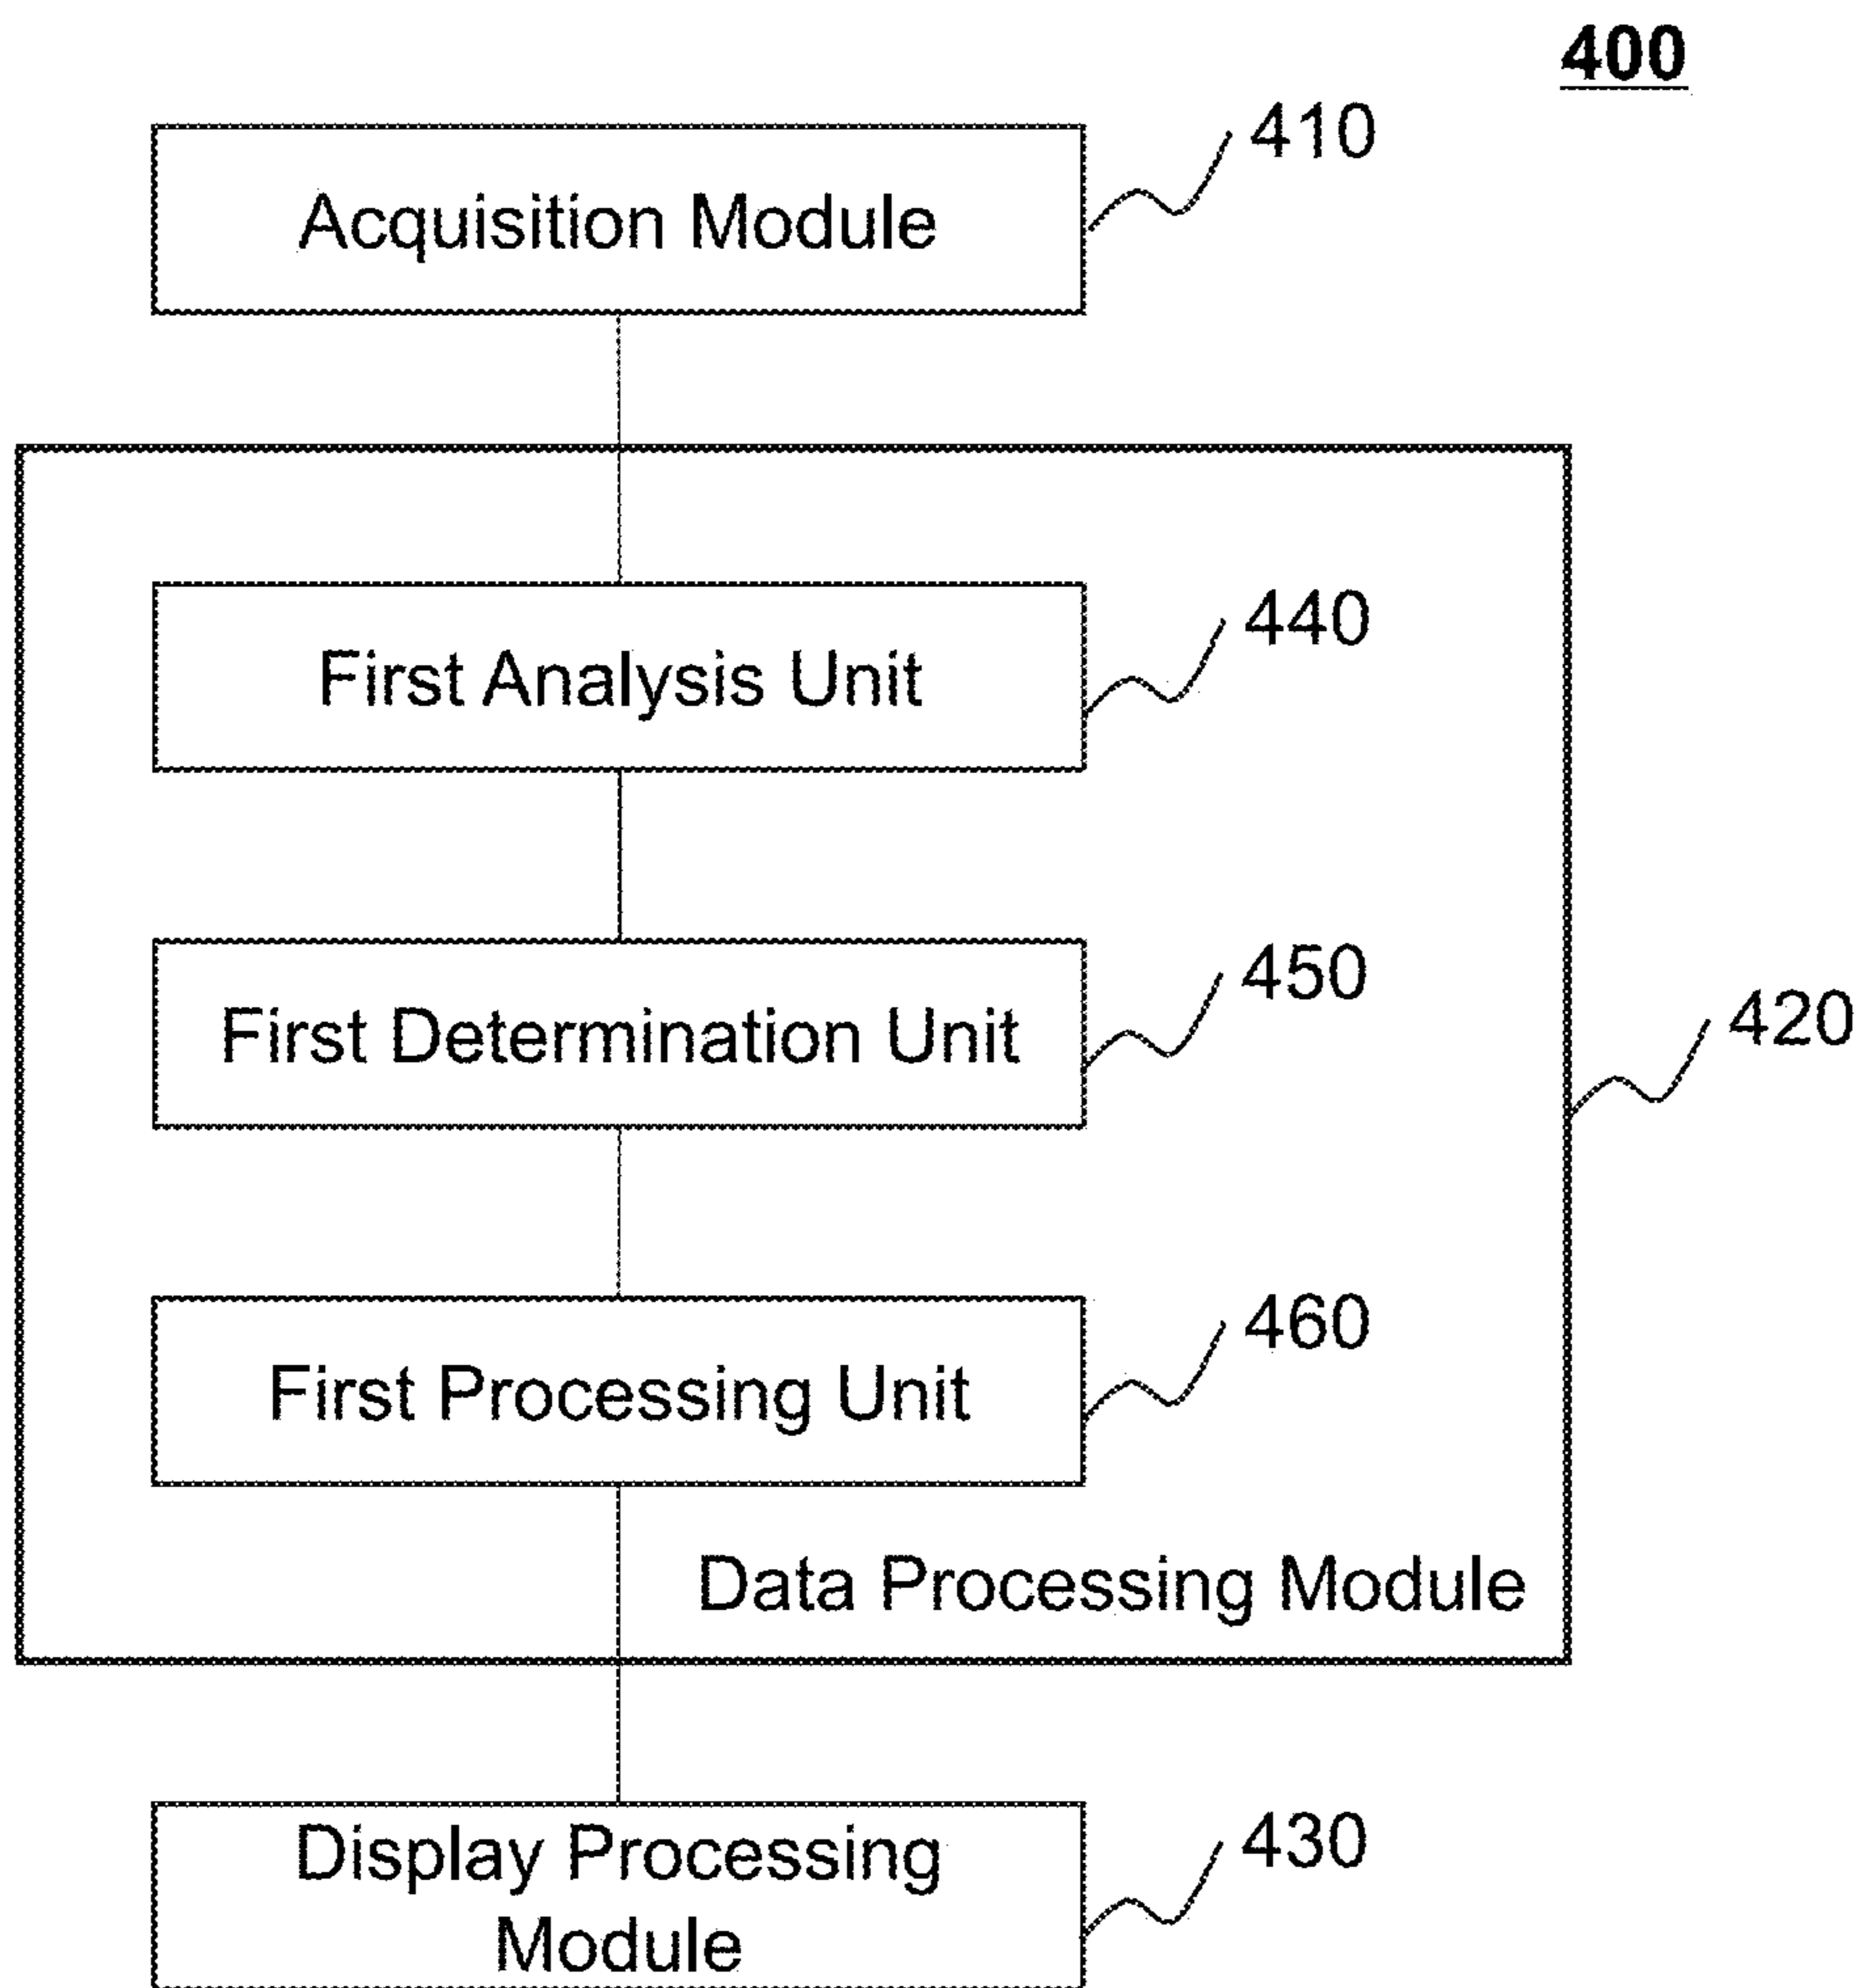 400
410
Acquisition Module
440
First Analysis Unit
450
First Determination Unit
420
460
First Processing Unit
Data Processing Module
430
Display Processing
Module